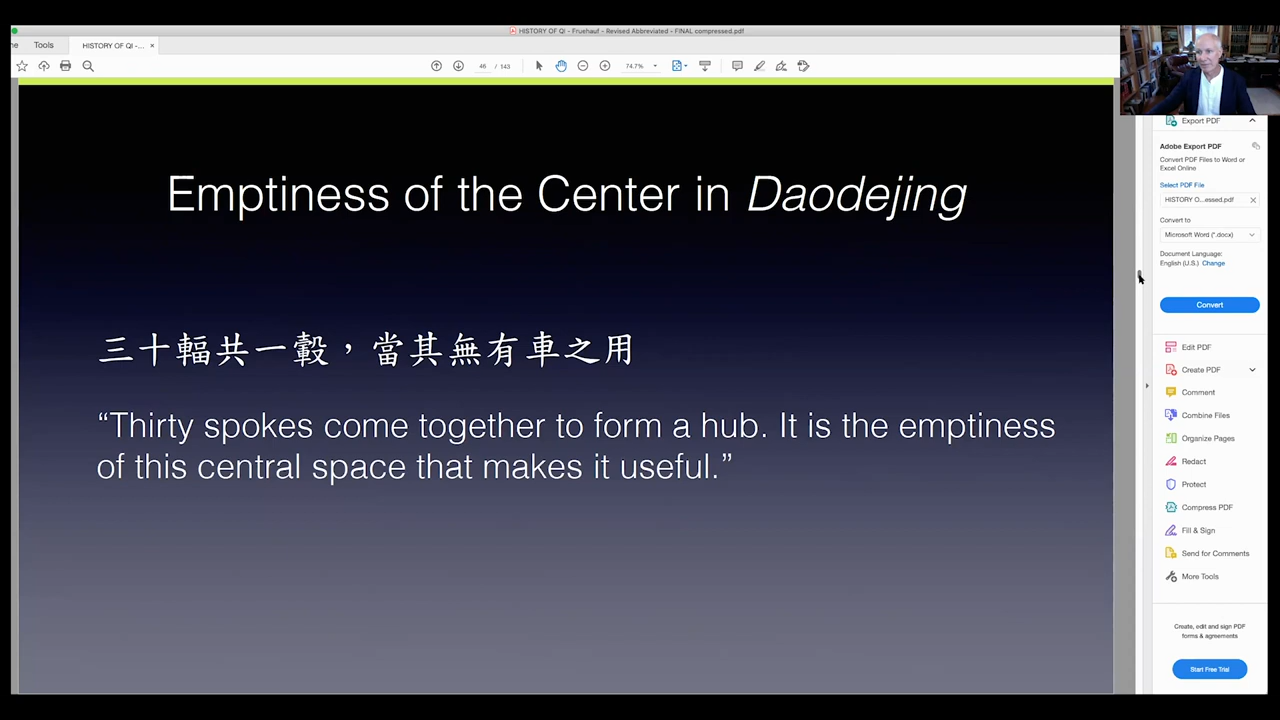 HISTORY OF QI - Fruehauf - Revised Abbreviated - FINAL compressed.pdf
Tools
HISTORY OF QI -... ×
46 / 143
74.7%
Emptiness of the Center in Daodejing
三十輻共一轂，當其無有車之用
“Thirty spokes come together to form a hub. It is the emptiness
of this central space that makes it useful.”
Export PDF
Adobe Export PDF
Convert PDF Files to Word or
Excel Online
Select PDF File
HISTORY O...essed.pdf
Convert to
Microsoft Word (*.docx)
Document Language:
English (U.S.) Change
Convert
Edit PDF
Create PDF
Comment
Combine Files
Organize Pages
Redact
Protect
Compress PDF
Fill & Sign
Send for Comments
More Tools
Create, edit and sign PDF
forms & agreements
Start Free Trial